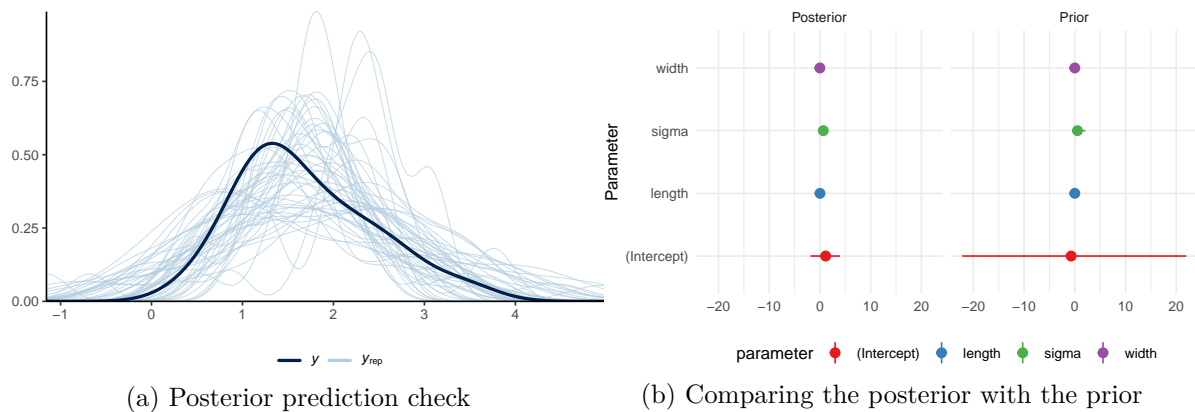 0.75
0.50
0.25
0.00
−1 0 1 2 3 4
y yrep
(a) Posterior prediction check
Posterior Prior
Parameter
width
sigma
length
(Intercept)
−20 −10 0 10 20 −20 −10 0 10 20
parameter (Intercept) length sigma width
(b) Comparing the posterior with the prior